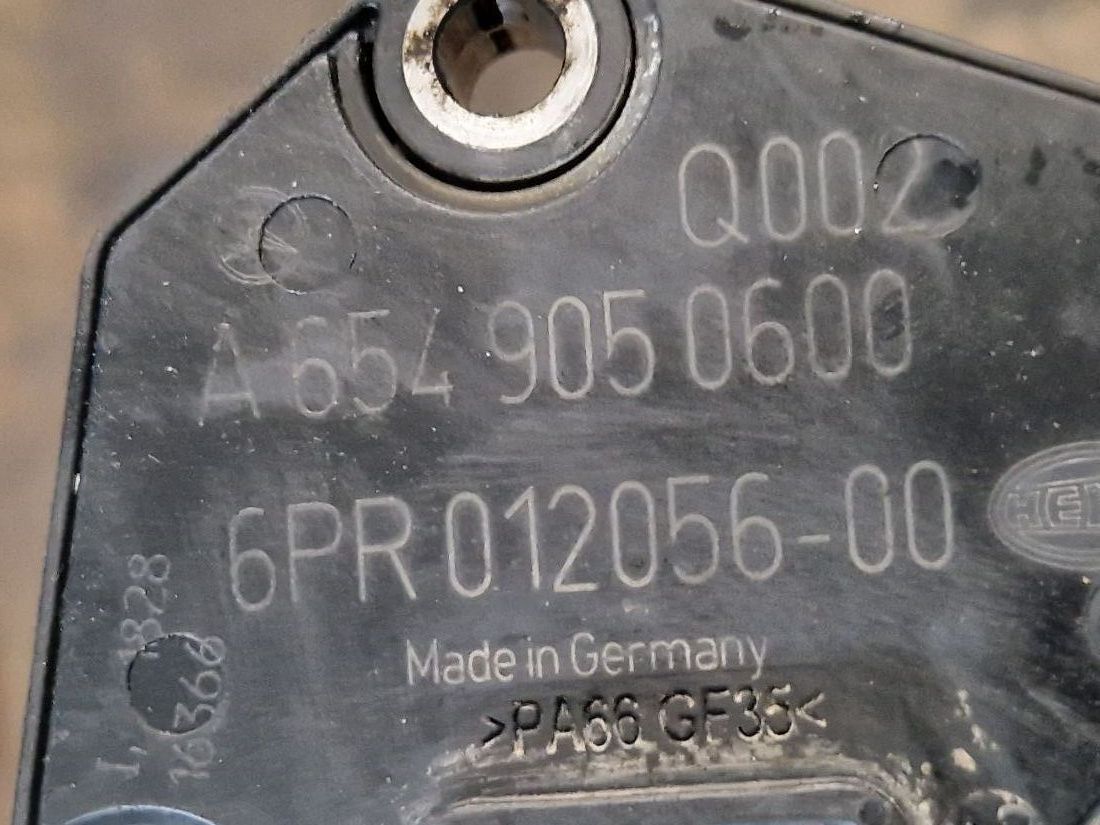 Q002
A 654 905 0600
6PR 012056-00
Made in Germany
>PA66 GF35<